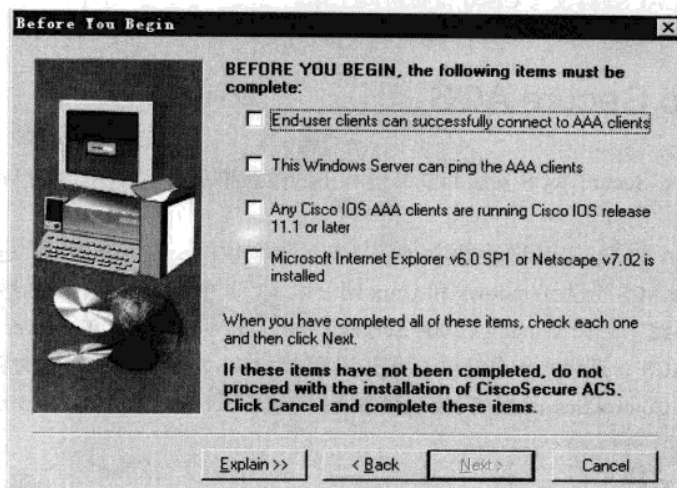 Before You Begin
BEFORE YOU BEGIN, the following items must be
complete:
End-user clients can successfully connect to AAA clients
This Windows Server can ping the AAA clients
Any Cisco IOS AAA clients are running Cisco IOS release
11.1 or later
Microsoft Internet Explorer v6.0 SP1 or Netscape v7.02 is
installed
When you have completed all of these items, check each one
and then click Next.
If these items have not been completed, do not
proceed with the installation of CiscoSecure ACS.
Click Cancel and complete these items.
Explain >>
< Back
Next >
Cancel